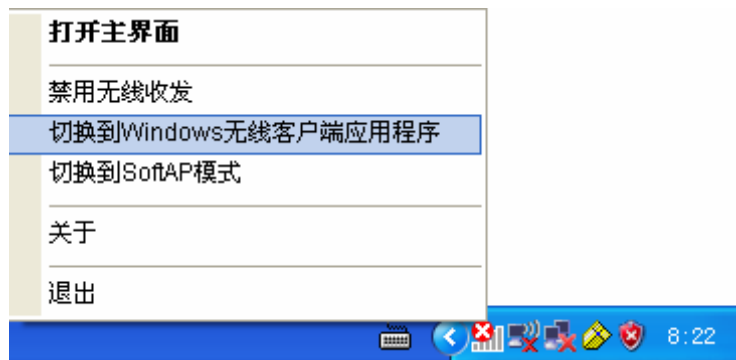 打开主界面
禁用无线收发
切换到Windows无线客户端应用程序
切换到SoftAP模式
关于
退出
8:22